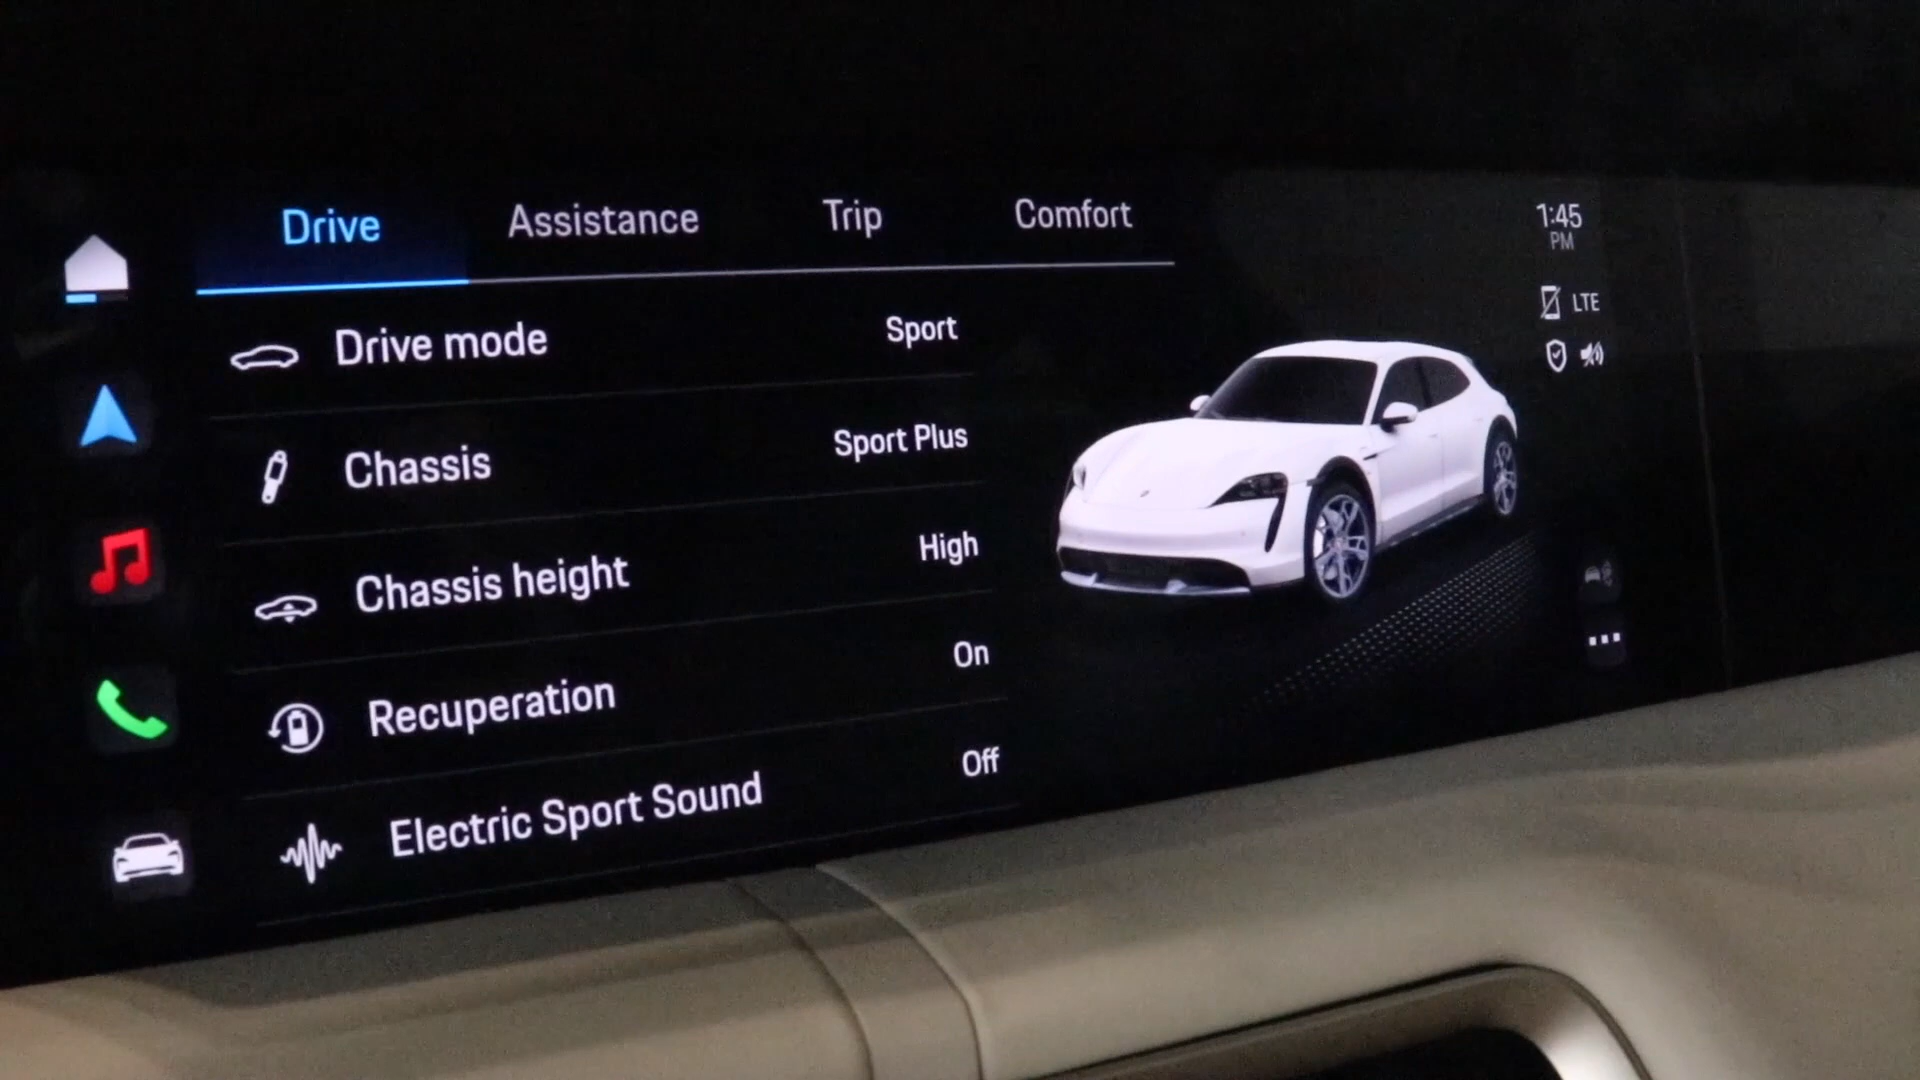 Drive Assistance Trip Comfort
1:45
PM
LTE
Drive mode Sport
Chassis Sport Plus
Chassis height High
Recuperation On
Electric Sport Sound Off